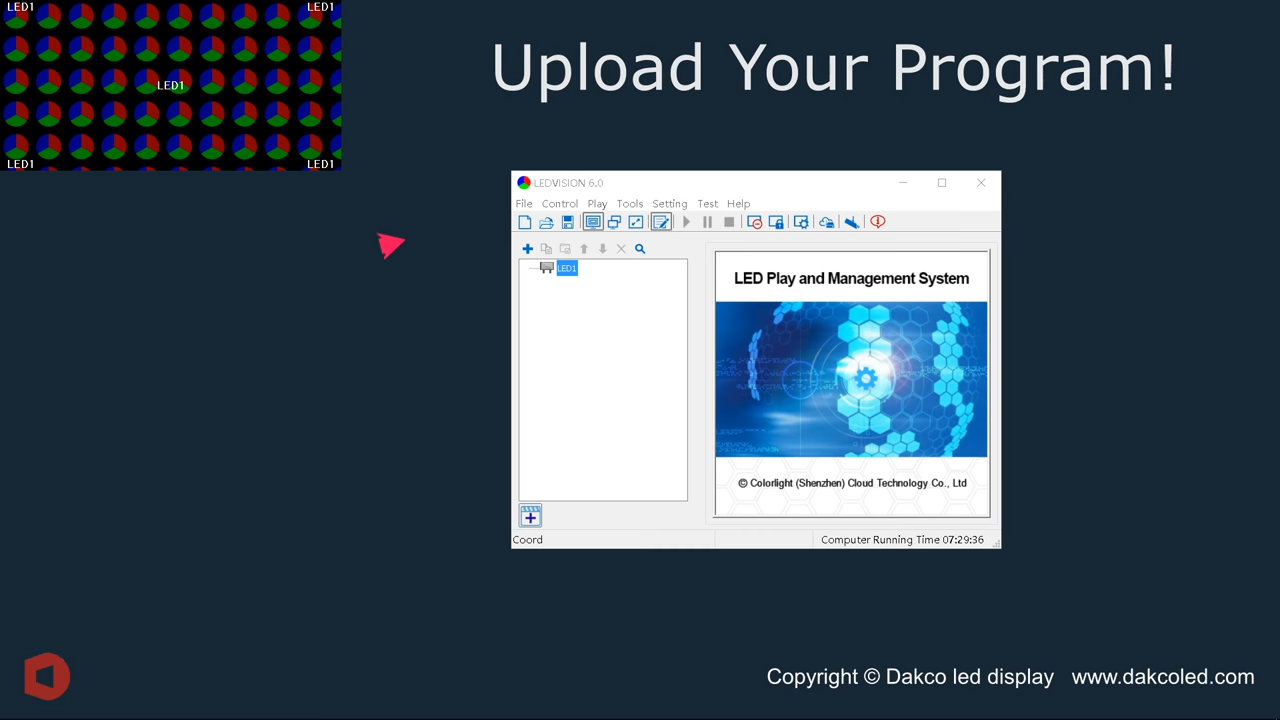 LED1 LED1
LED1
LED1 LED1
Upload Your Program!
LEDVISION 6.0
File Control Play Tools Setting Test Help
LED1
LED Play and Management System
© Colorlight (Shenzhen) Cloud Technology Co., Ltd
Coord
Computer Running Time 07:29:36
Copyright © Dakco led display www.dakcoled.com